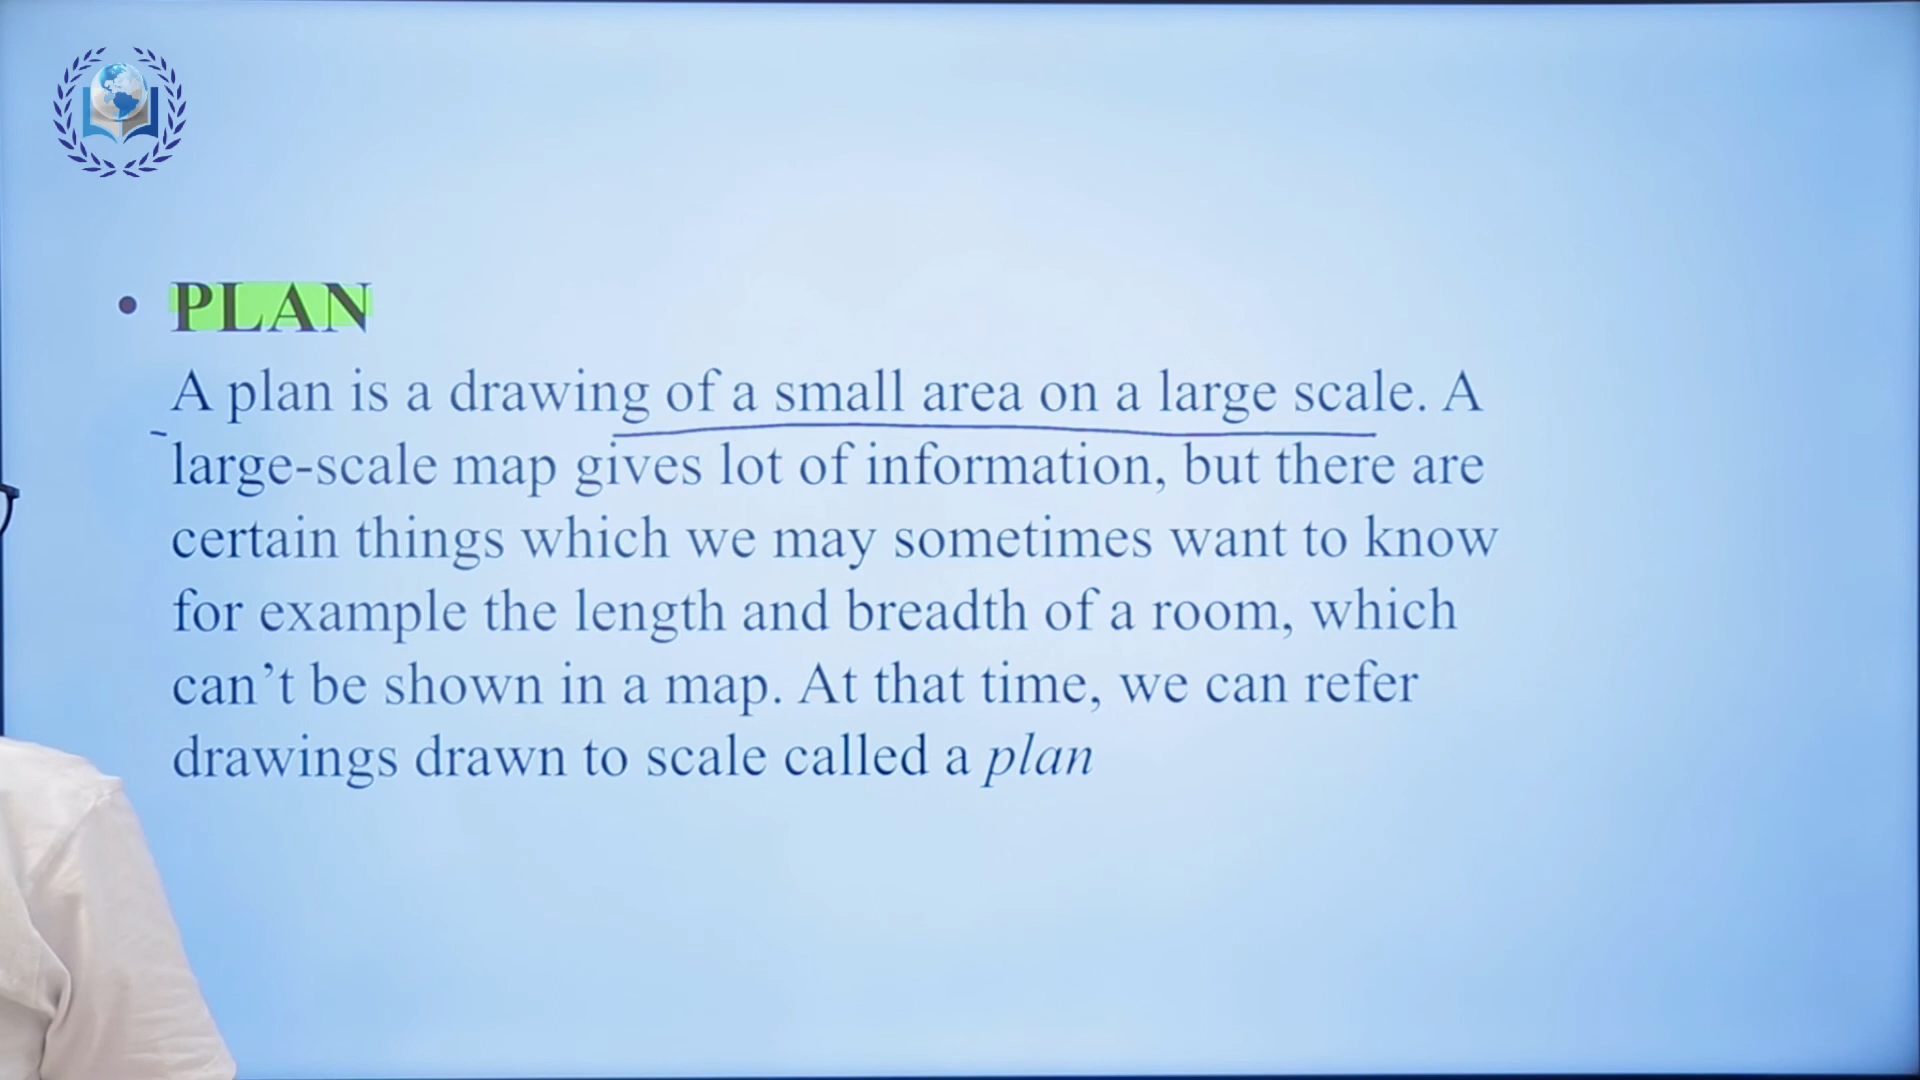 • PLAN
A plan is a drawing of a small area on a large scale. A
large-scale map gives lot of information, but there are
certain things which we may sometimes want to know
for example the length and breadth of a room, which
can’t be shown in a map. At that time, we can refer
drawings drawn to scale called a plan